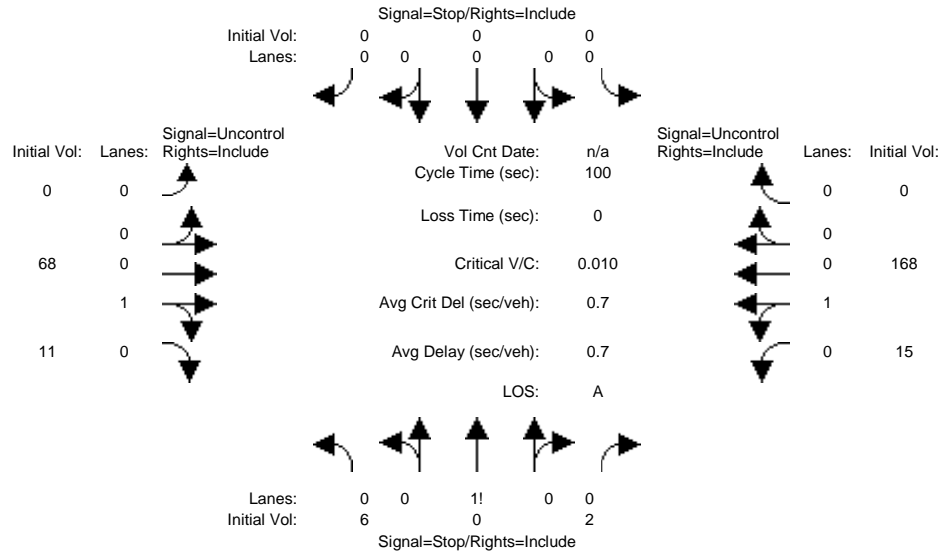 Signal=Stop/Rights=Include
Initial Vol: 0 0 0
Lanes: 0 0 0 0 0
Signal=Uncontrol Signal=Uncontrol
Initial Vol: Lanes: Rights=Include Vol Cnt Date: n/a Rights=Include Lanes: Initial Vol:
Cycle Time (sec): 100
0 0 0 0
Loss Time (sec): 0
0 0
68 0 Critical V/C: 0.010 0 168
1 Avg Crit Del (sec/veh): 0.7 1
11 0 Avg Delay (sec/veh): 0.7 0 15
LOS: A
Lanes: 0 0 1! 0 0
Initial Vol: 6 0 2
Signal=Stop/Rights=Include